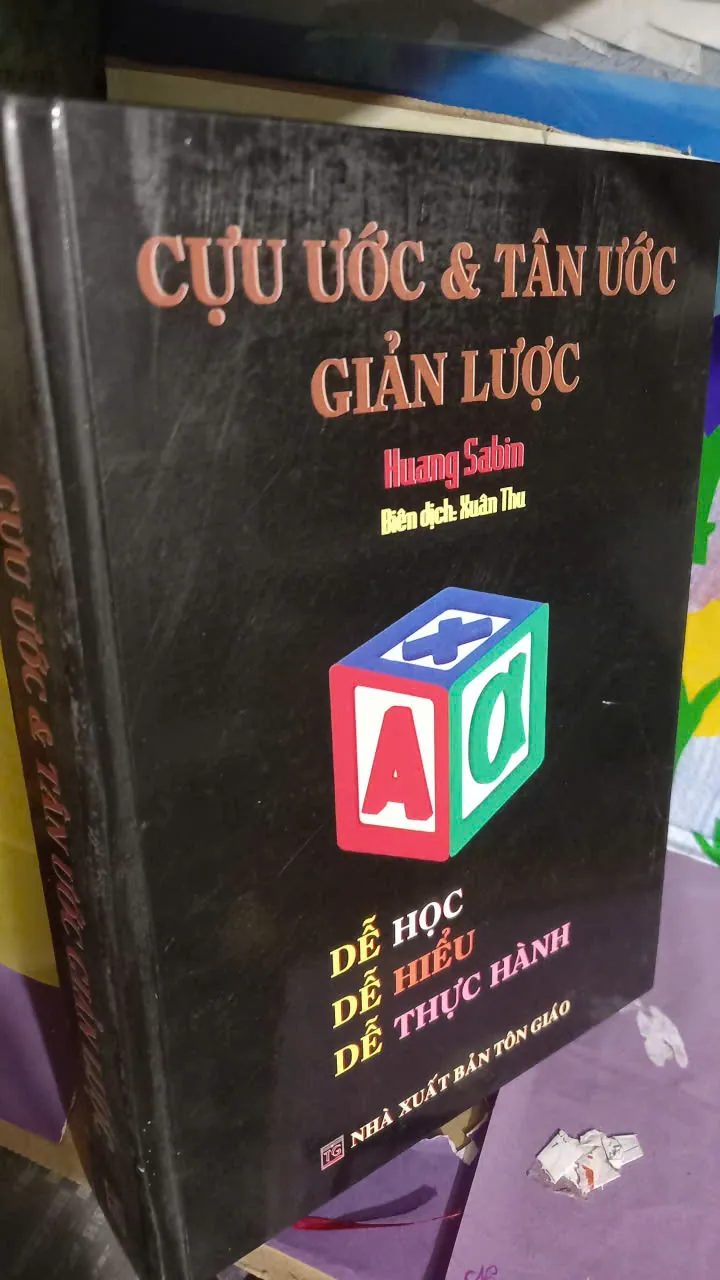 CỰU ƯỚC & TÂN ƯỚC
GIẢN LƯỢC
Huang Sabin
Biên dịch: Xuân Thu
X
A
α
DỄ HỌC
DỄ HIỂU
DỄ THỰC HÀNH
TG
NHÀ XUẤT BẢN TÔN GIÁO
CỰU ƯỚC & TÂN ƯỚC GIẢN LƯỢC